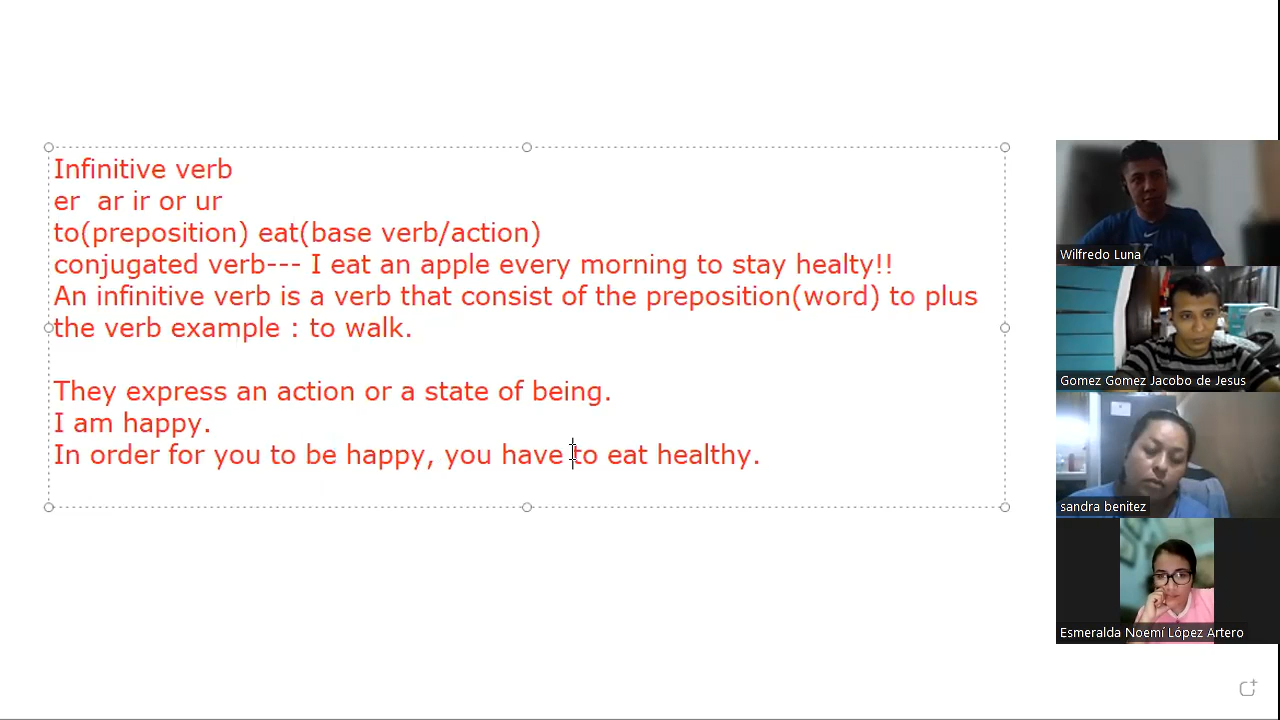 Infinitive verb
er ar ir or ur
to(preposition) eat(base verb/action)
conjugated verb--- I eat an apple every morning to stay healty!!
An infinitive verb is a verb that consist of the preposition(word) to plus
the verb example : to walk.
They express an action or a state of being.
I am happy.
In order for you to be happy, you have to eat healthy.
Wilfredo Luna
Gomez Gomez Jacobo de Jesus
sandra benitez
Esmeralda Noemí López Artero